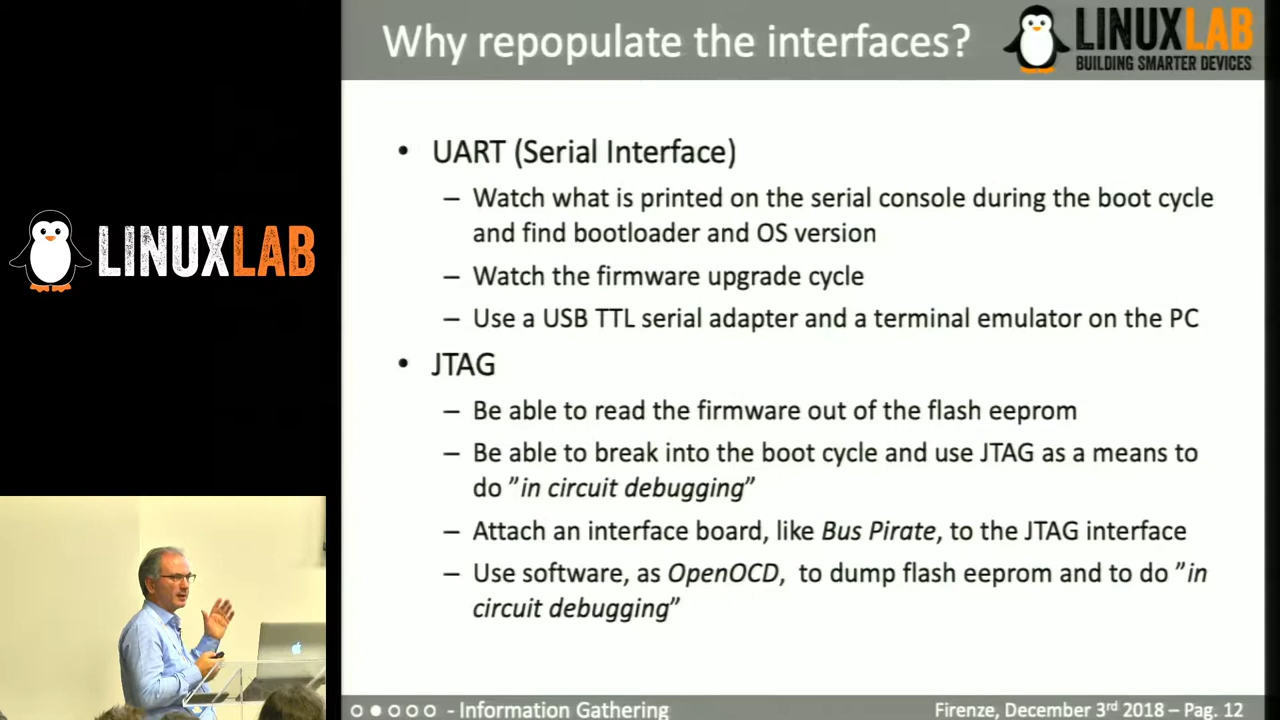 Why repopulate the interfaces?
LINUXLAB
BUILDING SMARTER DEVICES
• UART (Serial Interface)
– Watch what is printed on the serial console during the boot cycle
and find bootloader and OS version
– Watch the firmware upgrade cycle
– Use a USB TTL serial adapter and a terminal emulator on the PC
• JTAG
– Be able to read the firmware out of the flash eeprom
– Be able to break into the boot cycle and use JTAG as a means to
do ”in circuit debugging”
– Attach an interface board, like Bus Pirate, to the JTAG interface
– Use software, as OpenOCD, to dump flash eeprom and to do ”in
circuit debugging”
LINUXLAB
- Information Gathering
Firenze, December 3rd 2018 – Pag. 12